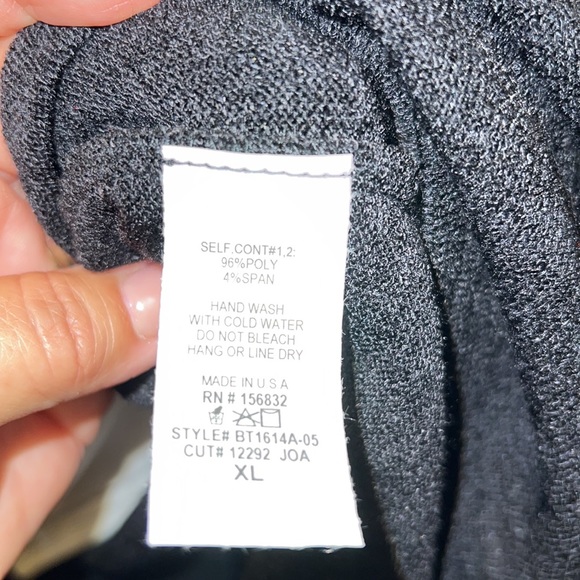 SELF.CONT#1,2:
96%POLY
4%SPAN
HAND WASH
WITH COLD WATER
DO NOT BLEACH
HANG OR LINE DRY
MADE IN U S A
RN # 156832
STYLE# BT1614A-05
CUT# 12292 JOA
XL